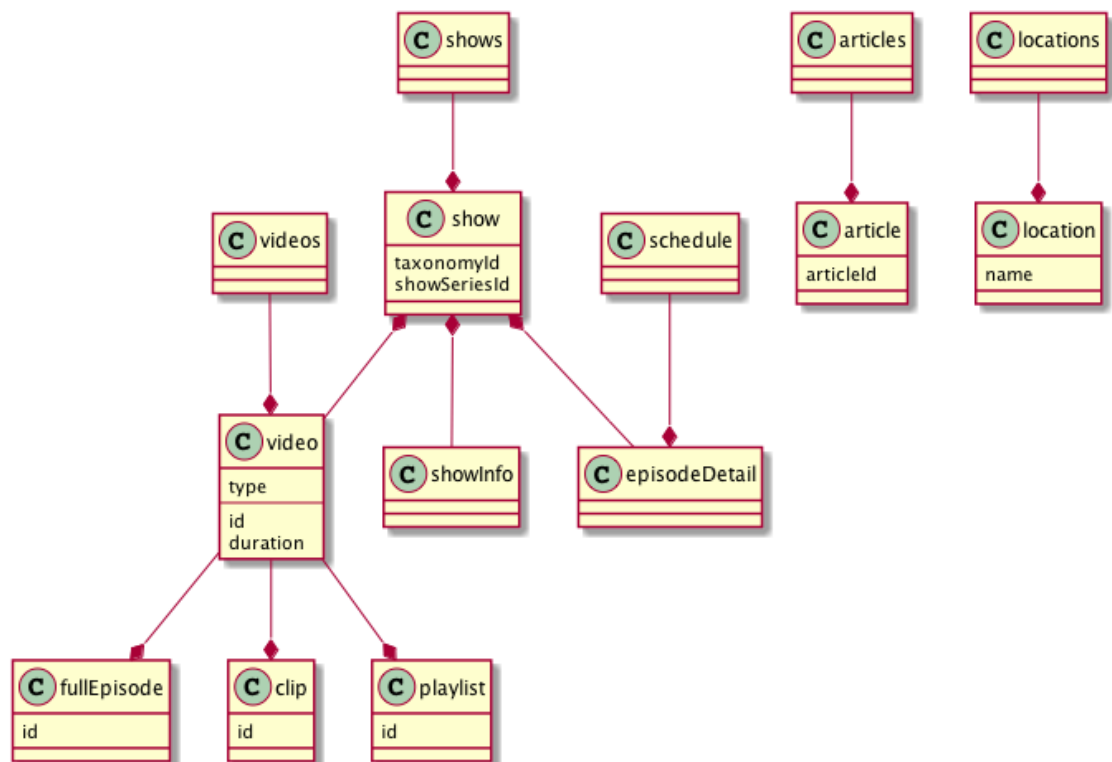 C shows
C articles
C locations
C show
taxonomyId
showSeriesId
C videos
C schedule
C article
articleId
C location
name
C video
type
id
duration
C showInfo
C episodeDetail
C fullEpisode
id
C clip
id
C playlist
id